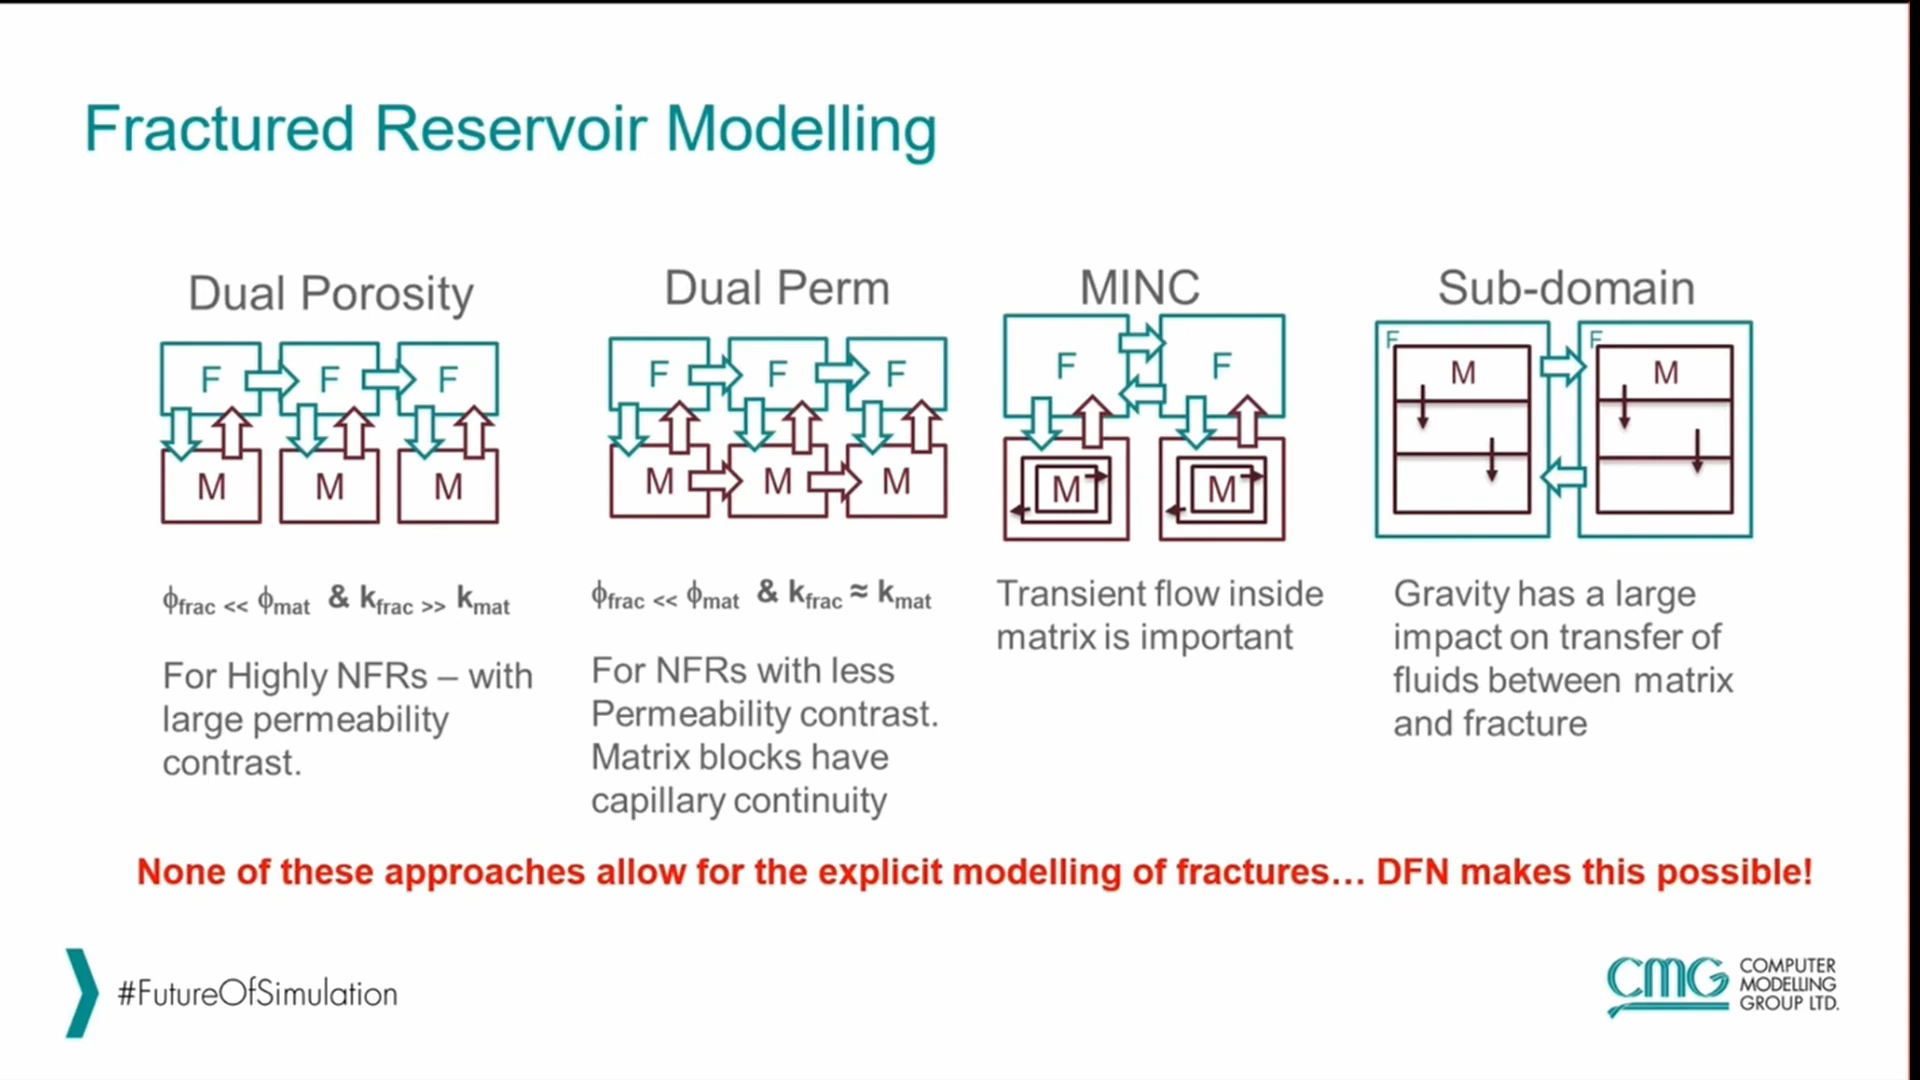 Fractured Reservoir Modelling
Dual Porosity
F F F
M M M
ϕfrac << ϕmat & kfrac >> kmat
For Highly NFRs – with
large permeability
contrast.
Dual Perm
F F F
M M M
ϕfrac << ϕmat & kfrac ≈ kmat
For NFRs with less
Permeability contrast.
Matrix blocks have
capillary continuity
MINC
F F
M M
Transient flow inside
matrix is important
Sub-domain
F F
M M
Gravity has a large
impact on transfer of
fluids between matrix
and fracture
None of these approaches allow for the explicit modelling of fractures... DFN makes this possible!
#FutureOfSimulation
CMG
COMPUTER
MODELLING
GROUP LTD.